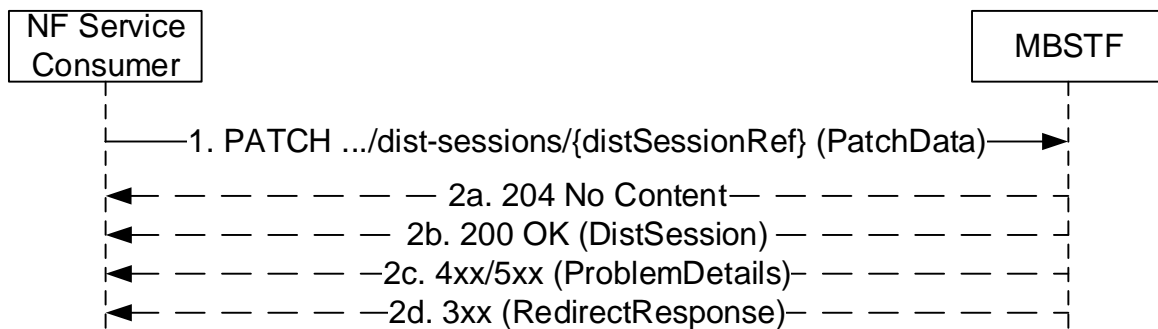 NF Service
Consumer
MBSTF
1. PATCH .../dist-sessions/{distSessionRef} (PatchData)
2a. 204 No Content
2b. 200 OK (DistSession)
2c. 4xx/5xx (ProblemDetails)
2d. 3xx (RedirectResponse)